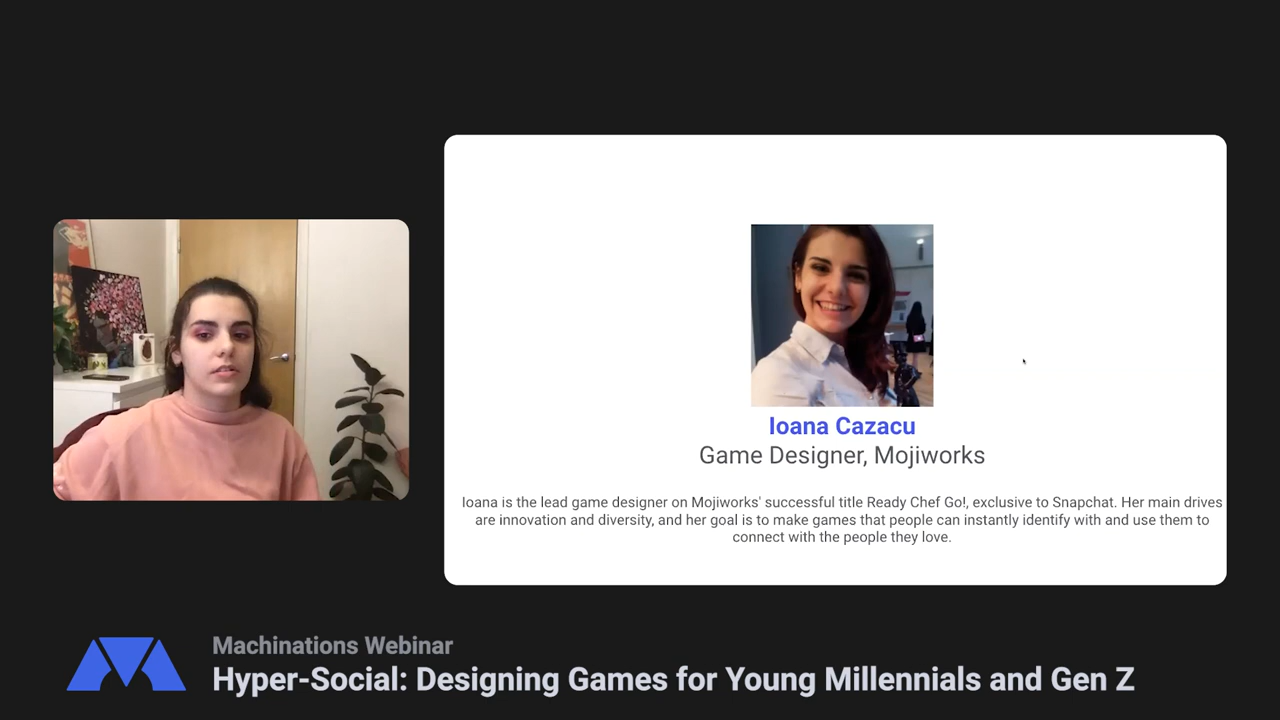 Ioana Cazacu
Game Designer, Mojiworks
Ioana is the lead game designer on Mojiworks' successful title Ready Chef Go!, exclusive to Snapchat. Her main drives
are innovation and diversity, and her goal is to make games that people can instantly identify with and use them to
connect with the people they love.
Machinations Webinar
Hyper-Social: Designing Games for Young Millennials and Gen Z